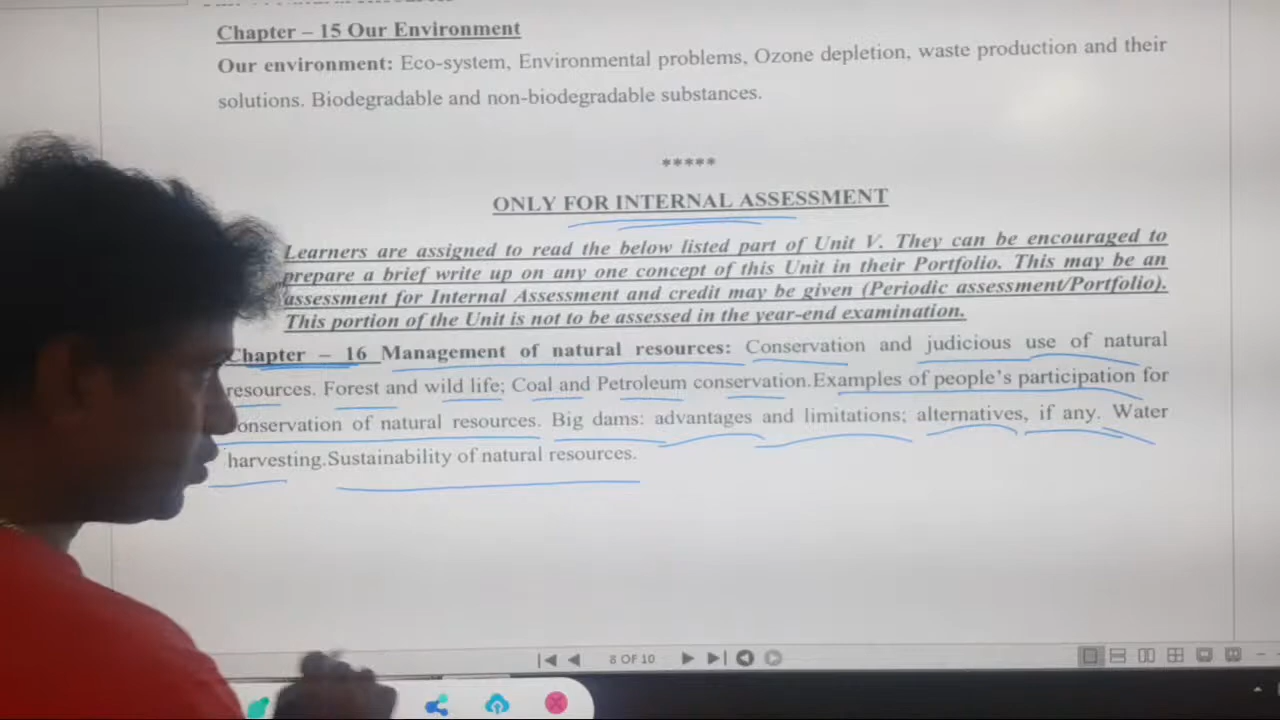 Chapter – 15 Our Environment
Our environment: Eco-system, Environmental problems, Ozone depletion, waste production and their
solutions. Biodegradable and non-biodegradable substances.
*****
ONLY FOR INTERNAL ASSESSMENT
Learners are assigned to read the below listed part of Unit V. They can be encouraged to
prepare a brief write up on any one concept of this Unit in their Portfolio. This may be an
assessment for Internal Assessment and credit may be given (Periodic assessment/Portfolio).
This portion of the Unit is not to be assessed in the year-end examination.
Chapter – 16 Management of natural resources: Conservation and judicious use of natural
resources. Forest and wild life; Coal and Petroleum conservation.Examples of people's participation for
onservation of natural resources. Big dams: advantages and limitations; alternatives, if any. Water
harvesting.Sustainability of natural resources.
8 OF 10